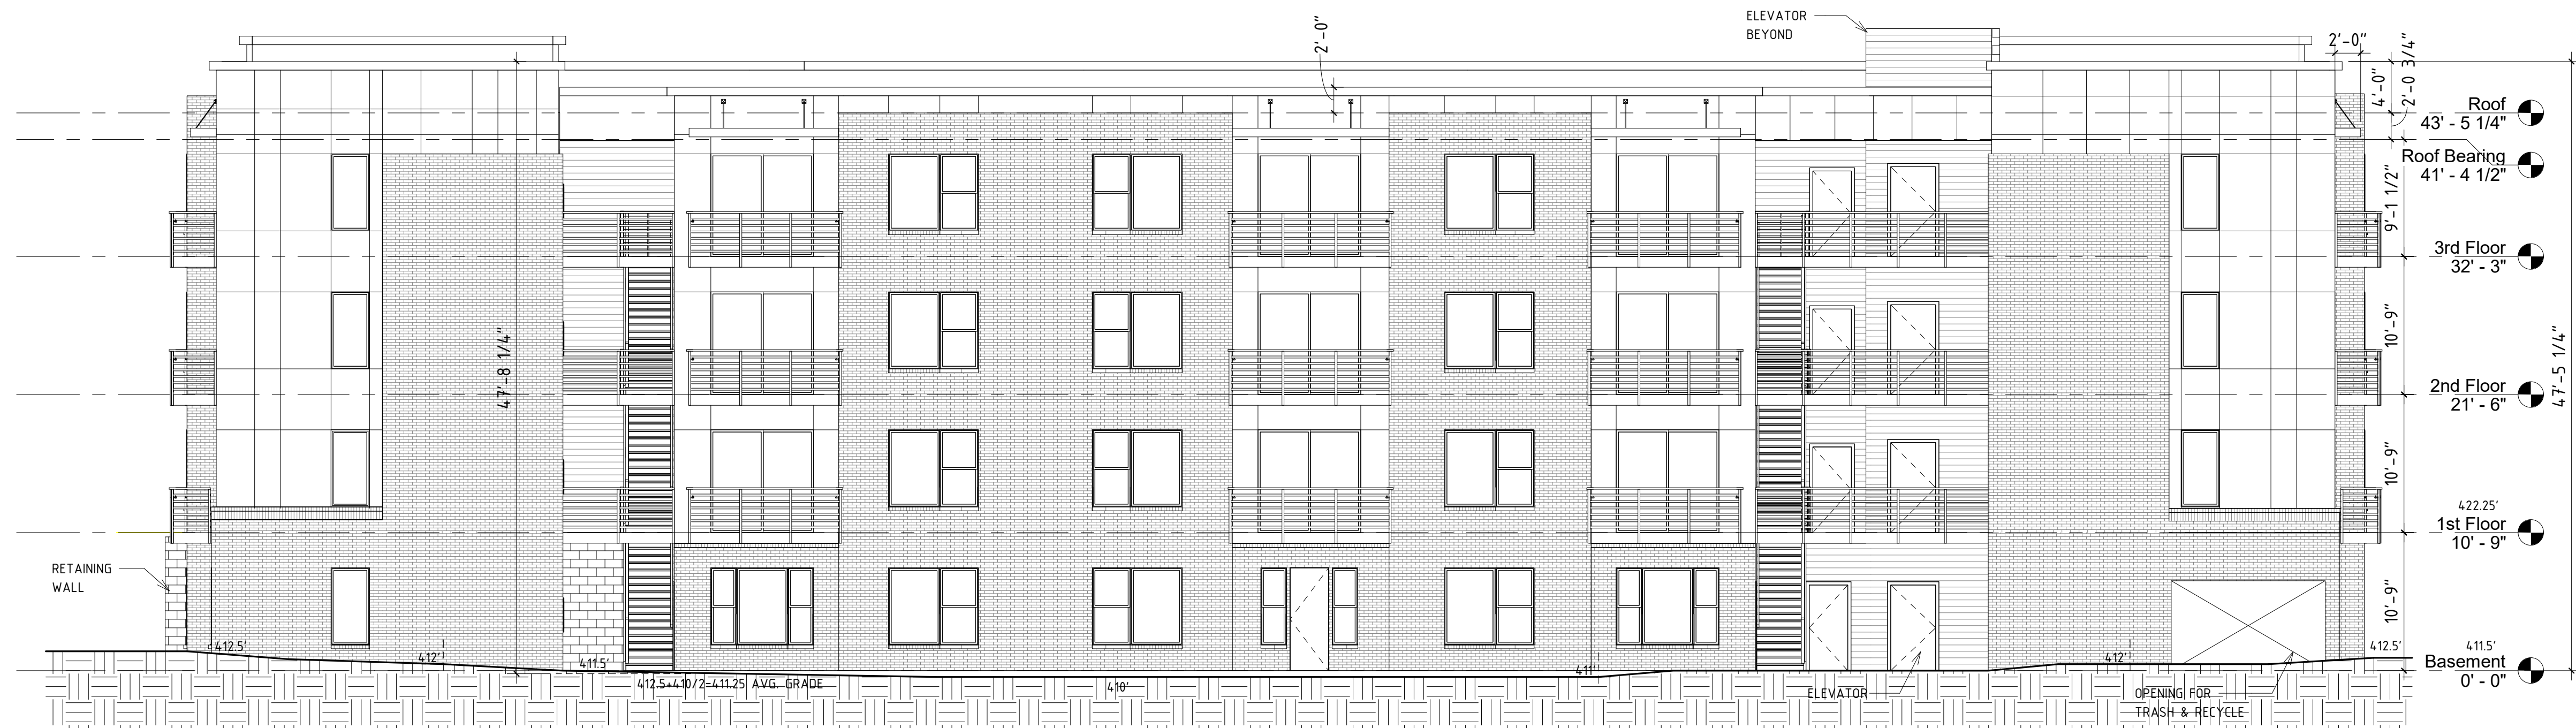 ELEVATOR
BEYOND
2'-0"
2'-0"
4'-0"
2'-0 3/4"
Roof
43' - 5 1/4"
Roof Bearing
41' - 4 1/2"
9'-1 1/2"
3rd Floor
32' - 3"
47'-8 1/4"
10'-9"
47'-5 1/4"
2nd Floor
21' - 6"
10'-9"
422.25'
1st Floor
10' - 9"
RETAINING
WALL
10'-9"
412.5'
412'
411.5'
412.5+410/2=411.25 AVG. GRADE
410'
411'
ELEVATOR
412'
OPENING FOR
TRASH & RECYCLE
412.5'
411.5'
Basement
0' - 0"